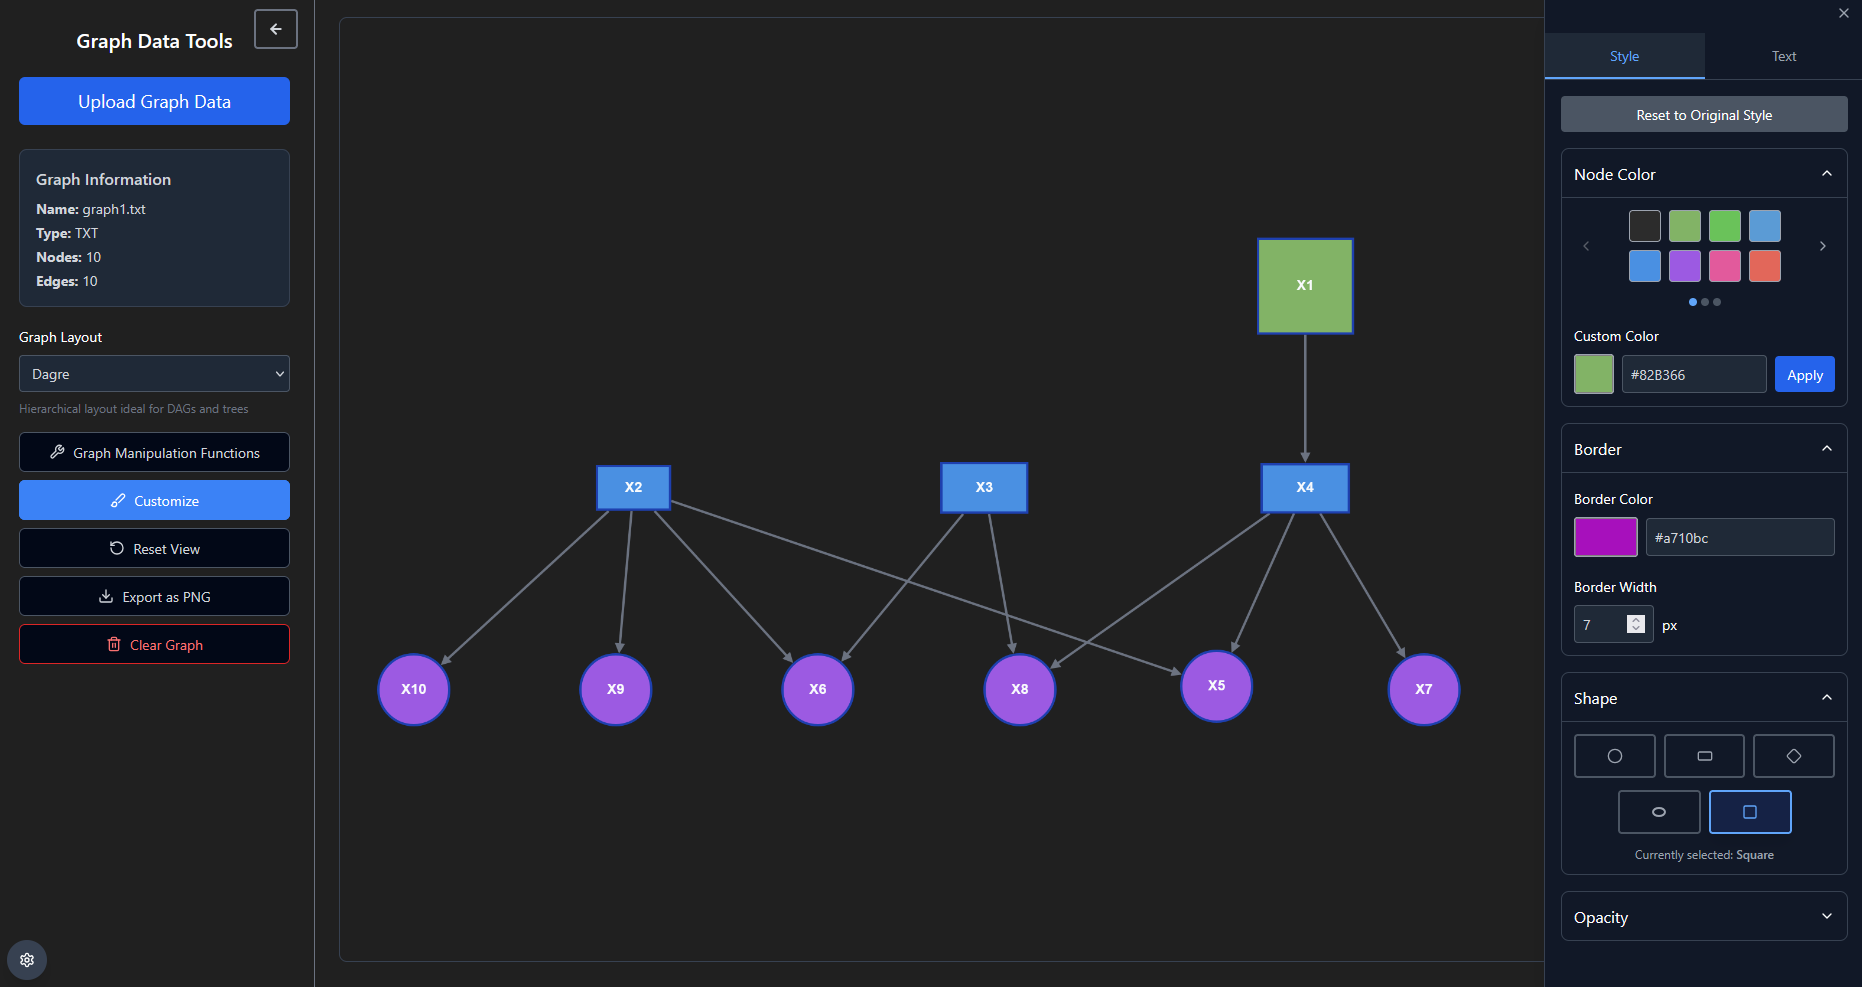 Graph Data Tools
Upload Graph Data
Graph Information
Name: graph1.txt
Type: TXT
Nodes: 10
Edges: 10
Graph Layout
Dagre
Hierarchical layout ideal for DAGs and trees
Graph Manipulation Functions
Customize
Reset View
Export as PNG
Clear Graph
X1
X2
X3
X4
X10
X9
X6
X8
X5
X7
Style
Text
Reset to Original Style
Node Color
Custom Color
#82B366
Apply
Border
Border Color
#a710bc
Border Width
7
px
Shape
Currently selected: Square
Opacity